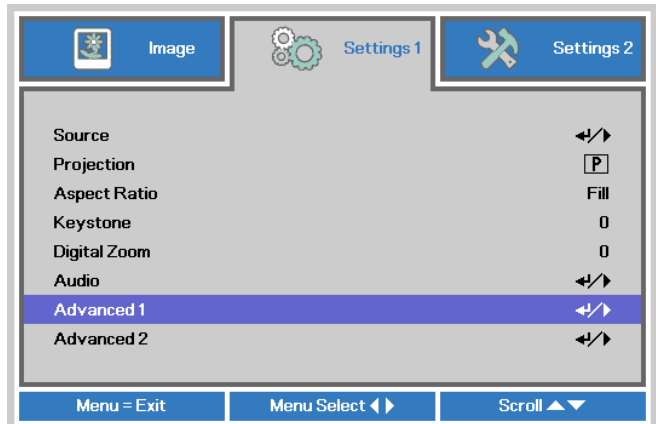 Image Settings 1 Settings 2
Source
Projection P
Aspect Ratio Fill
Keystone 0
Digital Zoom 0
Audio
Advanced 1
Advanced 2
Menu = Exit Menu Select Scroll